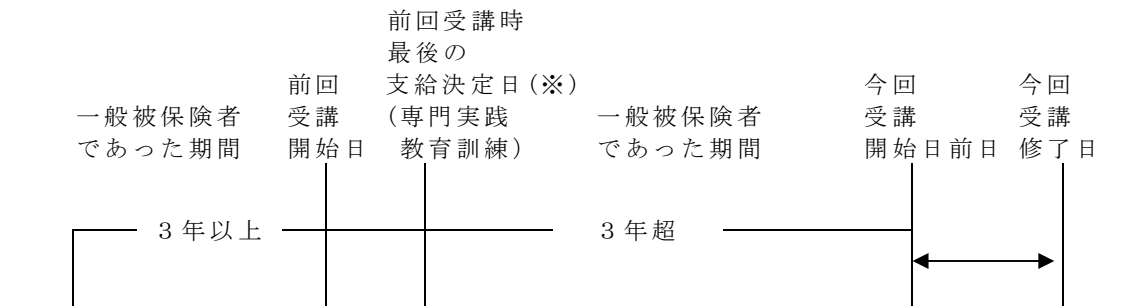 前回受講時
最後の
支給決定日(※)
(専門実践
教育訓練)
一般被保険者
であった期間
前回
受講
開始日
一般被保険者
であった期間
今回
受講
開始日前日
今回
受講
修了日
3年以上
3年超